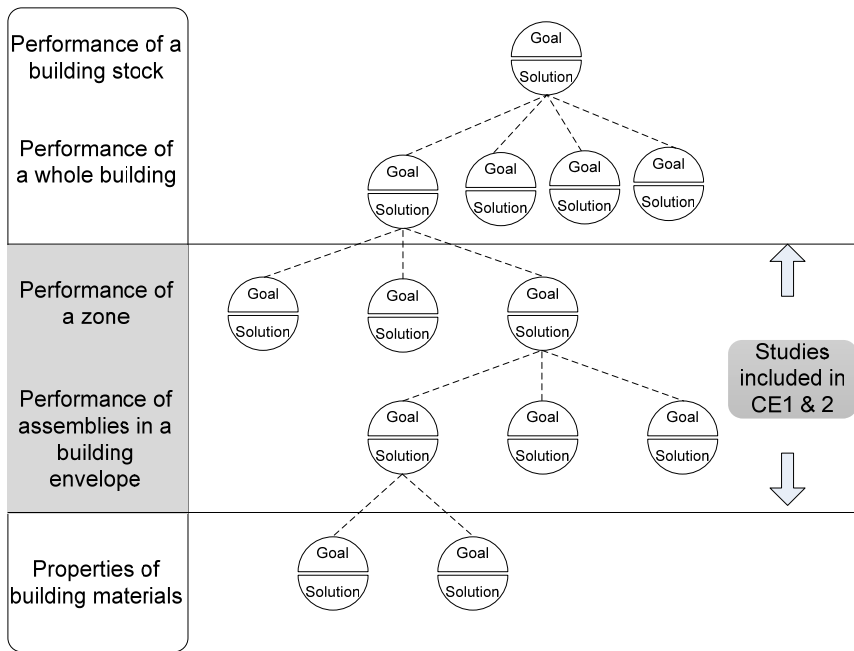 Performance of a
building stock
Goal
Solution
Performance of
a whole building
Goal
Solution
Goal
Solution
Goal
Solution
Goal
Solution
Performance of
a zone
Goal
Solution
Goal
Solution
Goal
Solution
Studies
included in
CE1 & 2
Performance of
assemblies in a
building
envelope
Goal
Solution
Goal
Solution
Goal
Solution
Properties of
building materials
Goal
Solution
Goal
Solution